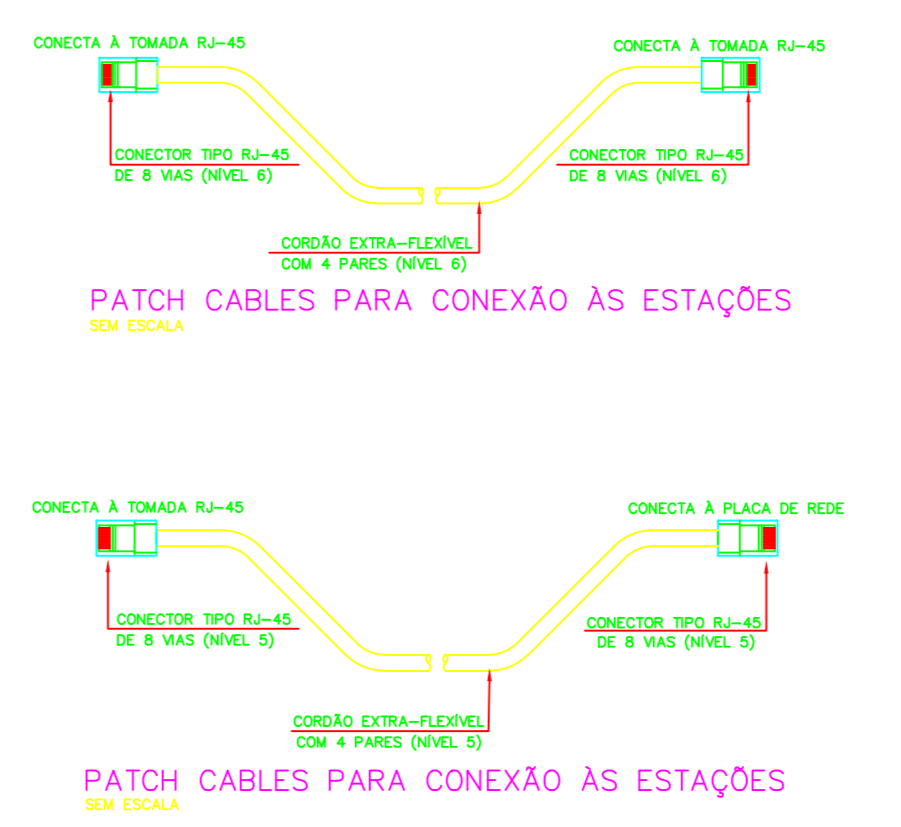 CONECTA À TOMADA RJ-45
CONECTA À TOMADA RJ-45
CONECTOR TIPO RJ-45
DE 8 VIAS (NÍVEL 6)
CONECTOR TIPO RJ-45
DE 8 VIAS (NÍVEL 6)
CORDÃO EXTRA-FLEXÍVEL
COM 4 PARES (NÍVEL 6)
PATCH CABLES PARA CONEXÃO ÀS ESTAÇÕES
SEM ESCALA
CONECTA À TOMADA RJ-45
CONECTA À PLACA DE REDE
CONECTOR TIPO RJ-45
DE 8 VIAS (NÍVEL 5)
CONECTOR TIPO RJ-45
DE 8 VIAS (NÍVEL 5)
CORDÃO EXTRA-FLEXÍVEL
COM 4 PARES (NÍVEL 5)
PATCH CABLES PARA CONEXÃO ÀS ESTAÇÕES
SEM ESCALA